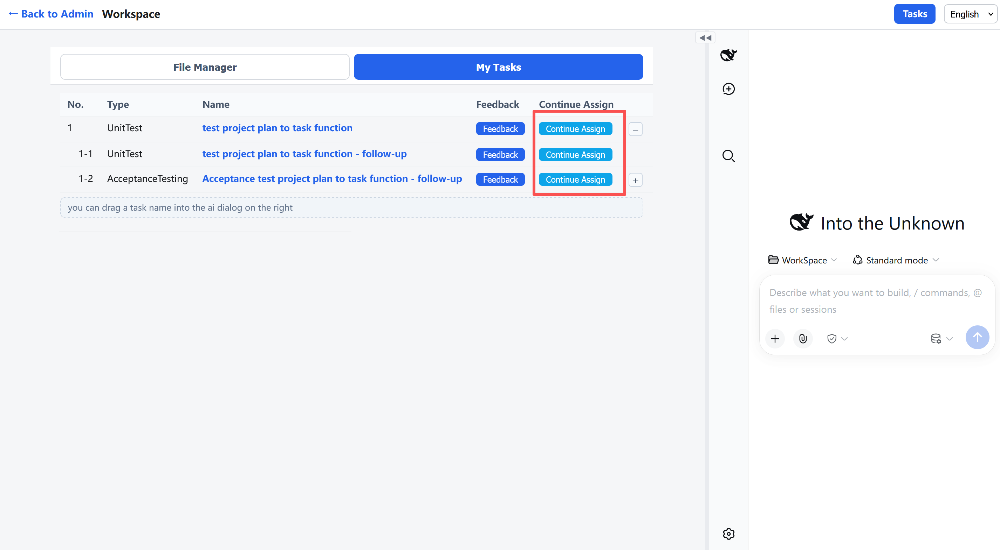 ← Back to Admin Workspace Tasks English
File Manager My Tasks
No. Type Name Feedback Continue Assign
1 UnitTest test project plan to task function Feedback Continue Assign −
1-1 UnitTest test project plan to task function - follow-up Feedback Continue Assign
1-2 AcceptanceTesting Acceptance test project plan to task function - follow-up Feedback Continue Assign +
you can drag a task name into the ai dialog on the right
Into the Unknown
WorkSpace Standard mode
Describe what you want to build, / commands, @
files or sessions